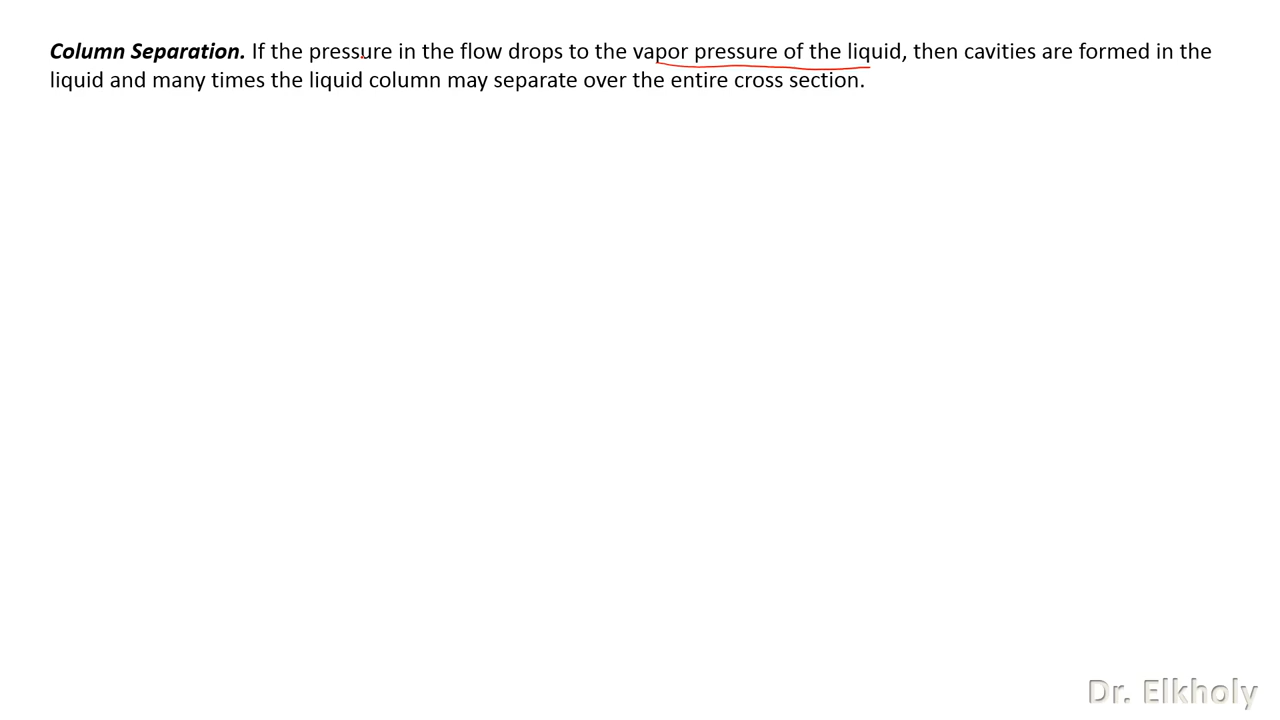 Column Separation. If the pressure in the flow drops to the vapor pressure of the liquid, then cavities are formed in the
liquid and many times the liquid column may separate over the entire cross section.
Dr. Elkholy